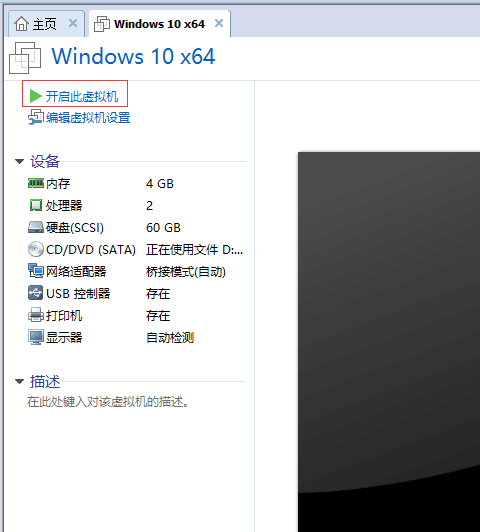 主页 Windows 10 x64
Windows 10 x64
开启此虚拟机
编辑虚拟机设置
设备
内存 4 GB
处理器 2
硬盘(SCSI) 60 GB
CD/DVD (SATA) 正在使用文件 D:...
网络适配器 桥接模式(自动)
USB 控制器 存在
打印机 存在
显示器 自动检测
描述
在此处键入对该虚拟机的描述。